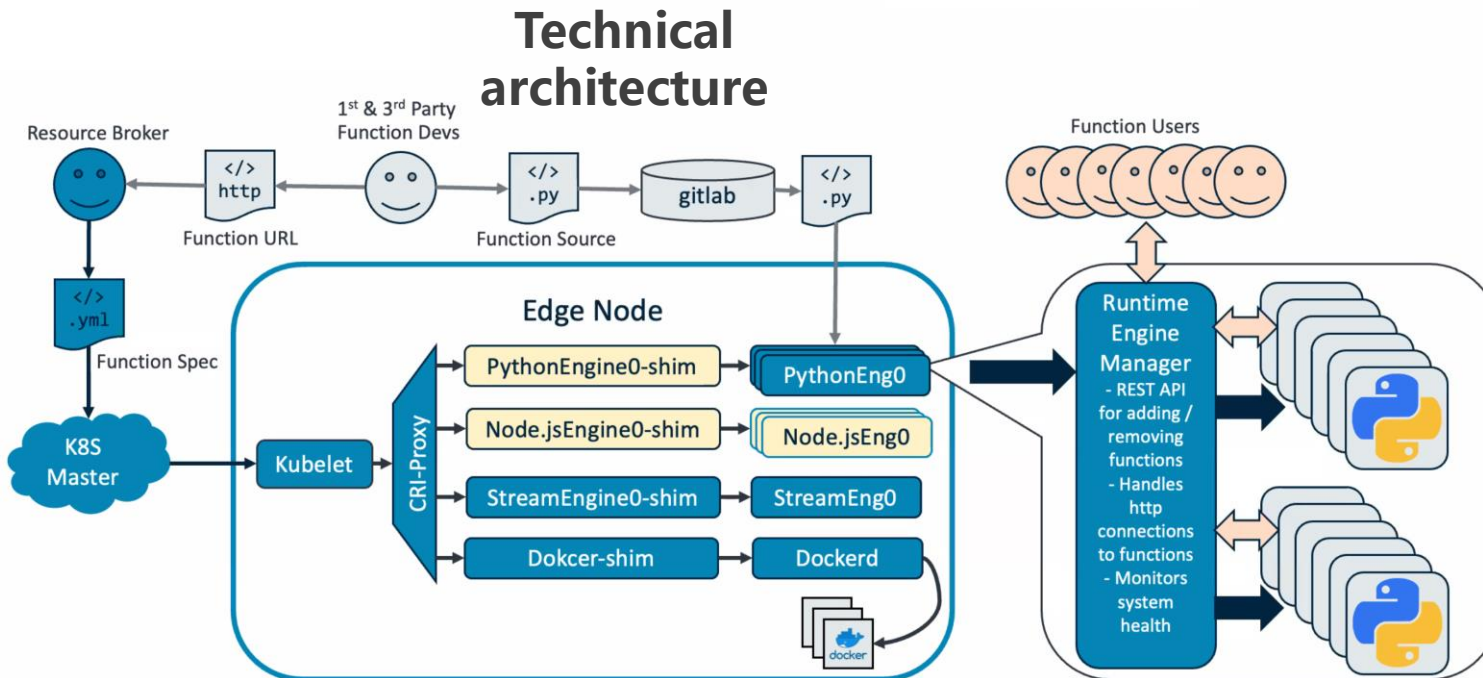 Technical
architecture
Resource Broker
1st & 3rd Party
Function Devs
Function Users
</>
http
</>
.py
gitlab
</>
.py
Function URL
Function Source
</>
.yml
Function Spec
K8S
Master
Edge Node
Kubelet
CRI-Proxy
PythonEngine0-shim
PythonEng0
Node.jsEngine0-shim
Node.jsEng0
StreamEngine0-shim
StreamEng0
Dokcer-shim
Dockerd
docker
Runtime
Engine
Manager
- REST API
for adding /
removing
functions
- Handles
http
connections
to functions
- Monitors
system
health